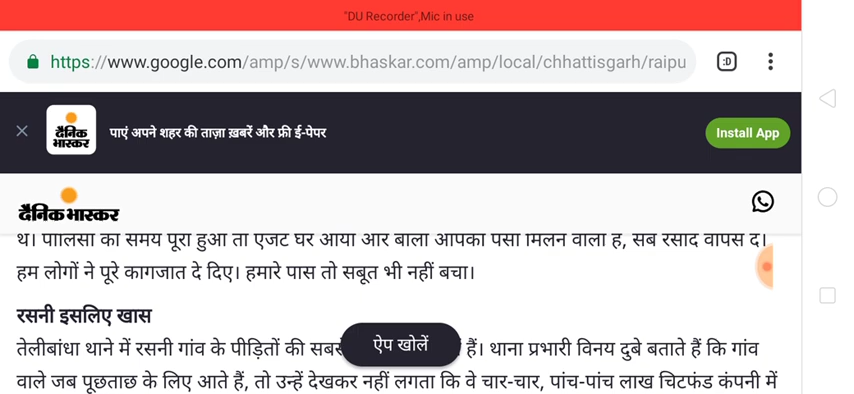 "DU Recorder",Mic in use
https://www.google.com/amp/s/www.bhaskar.com/amp/local/chhattisgarh/raipu
:D
दैनिक
भास्कर
पाएं अपने शहर की ताज़ा ख़बरें और फ्री ई-पेपर
Install App
दैनिक भास्कर
थे। पॉलिसी का समय पूरा हुआ तो एजेंट घर आया और बोला आपको पैसा मिलने वाला है, सब रसीद वापस दो।
हम लोगों ने पूरे कागजात दे दिए। हमारे पास तो सबूत भी नहीं बचा।
रसनी इसलिए खास
तेलीबांधा थाने में रसनी गांव के पीड़ितों की हैं। थाना प्रभारी विनय दुबे बताते हैं कि गांव
ऐप खोलें
वाले जब पूछताछ के लिए आते हैं, तो उन्हें देखकर नहीं लगता कि वे चार-चार, पांच-पांच लाख चिटफंड कंपनी में